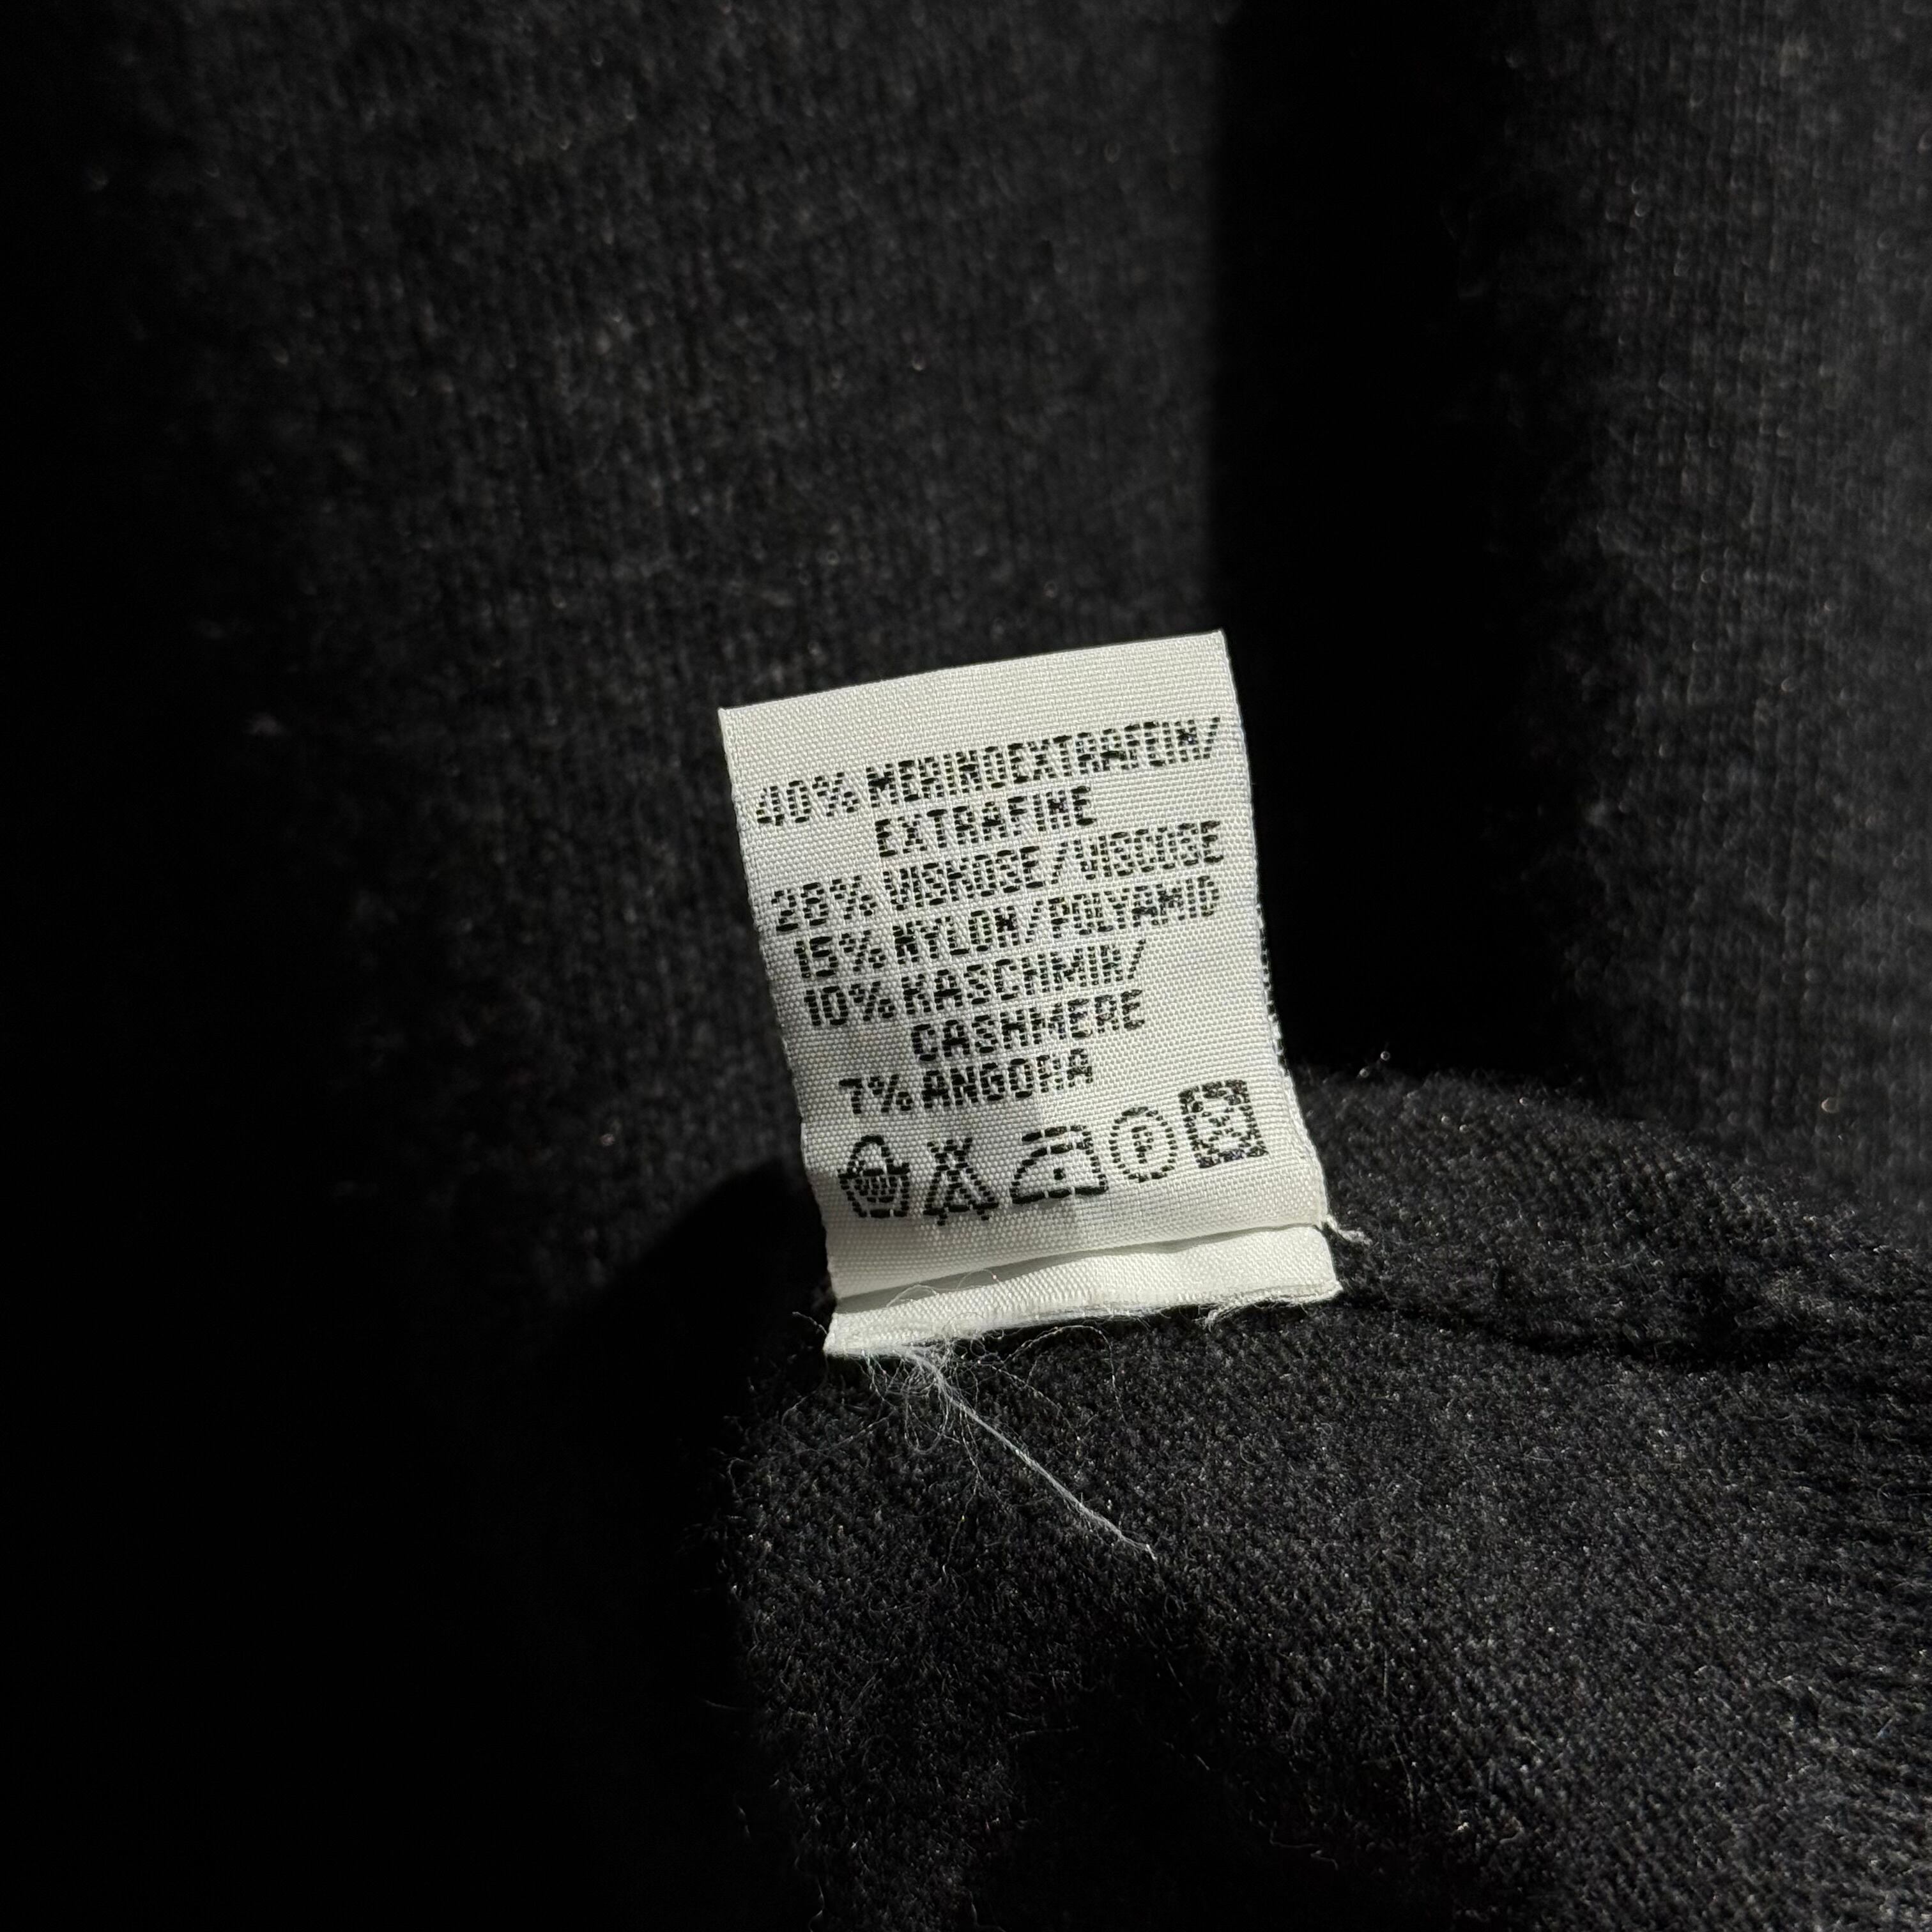 40% MERINOEXTRAFEIN/
EXTRAFINE
28% VISKOSE/VISCOSE
15% NYLON/POLYAMID
10% KASCHMIR/
CASHMERE
7% ANGORA
P